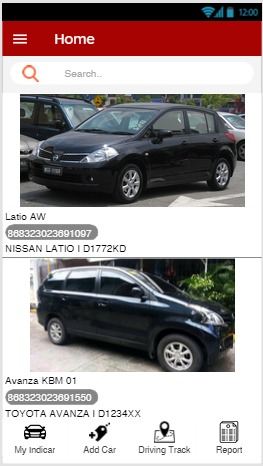 12:00
Home
Search..
Latio AW
868323023691097
NISSAN LATIO I D1772KD
Avanza KBM 01
868323023691550
TOYOTA AVANZA I D1234XX
My Indicar
Add Car
Driving Track
Report